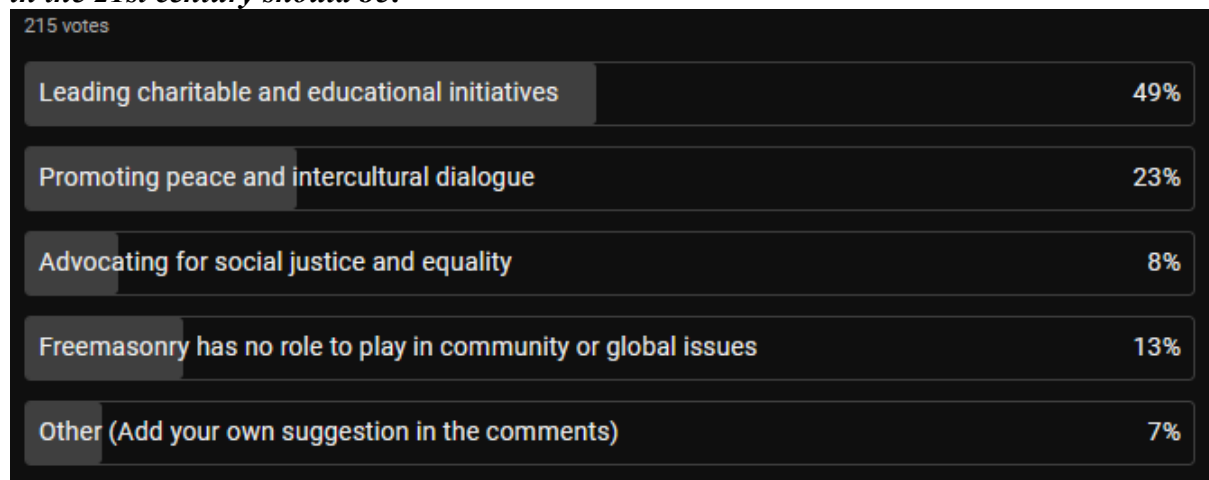 in the 21st century should be:
215 votes
Leading charitable and educational initiatives 49%
Promoting peace and intercultural dialogue 23%
Advocating for social justice and equality 8%
Freemasonry has no role to play in community or global issues 13%
Other (Add your own suggestion in the comments) 7%